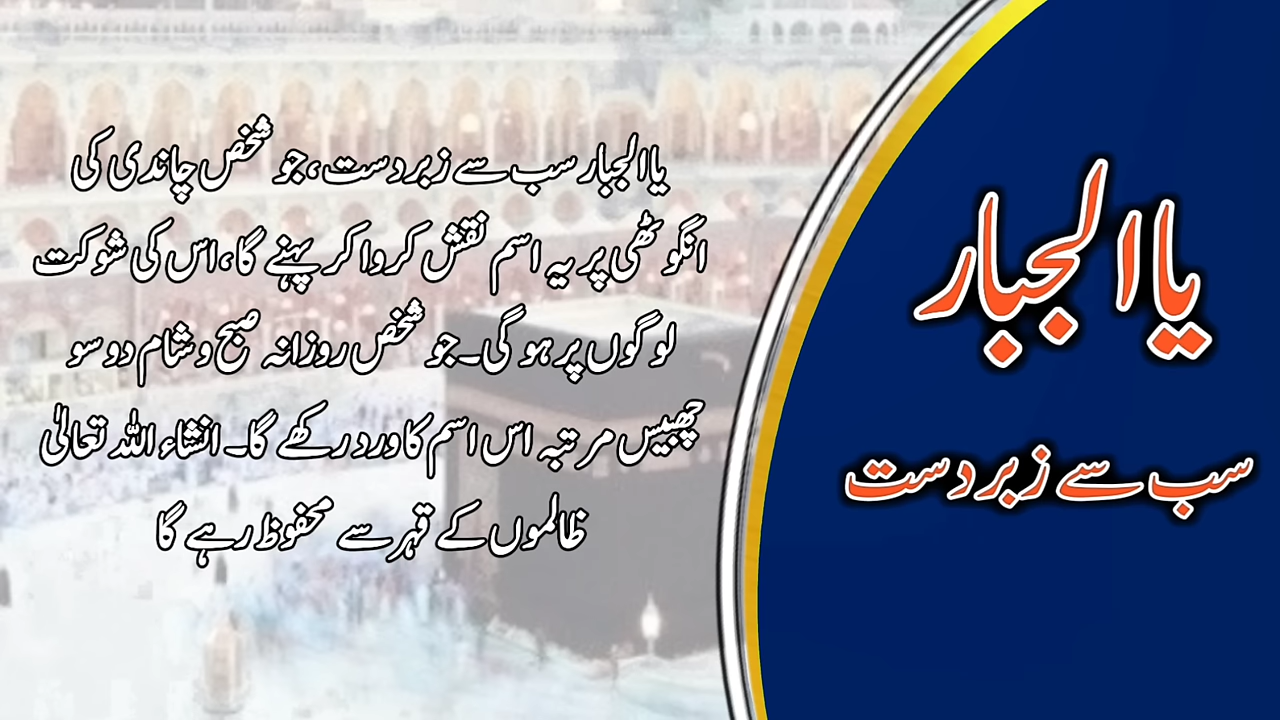 یاالجبار
سب سے زبردست
یاالجبار سب سے زبردست ،جو شخص چاندی کی
انگوٹھی پر یہ اسم نقش کروا کر پہنے گا،اس کی شوکت
لوگوں پر ہوگی۔جو شخص روزانہ صبح و شام دو سو
چھبیس مرتبہ اس اسم کا ورد رکھے گا۔ انشاء اللہ تعالیٰ
ظالموں کے قہر سے محفوظ رہے گا